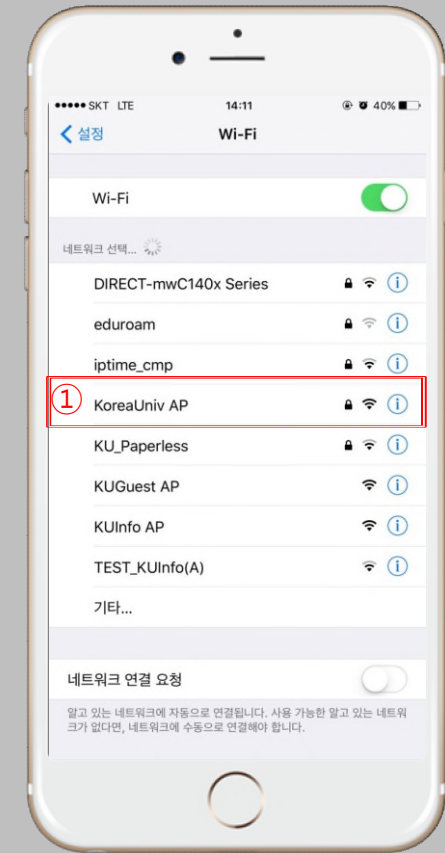 SKT LTE 14:11 40%
설정 Wi-Fi
Wi-Fi
네트워크 선택...
DIRECT-mwC140x Series
eduroam
iptime_cmp
① KoreaUniv AP
KU_Paperless
KUGuest AP
KUInfo AP
TEST_KUInfo(A)
기타...
네트워크 연결 요청
알고 있는 네트워크에 자동으로 연결됩니다. 사용 가능한 알고 있는 네트워
크가 없다면, 네트워크에 수동으로 연결해야 합니다.